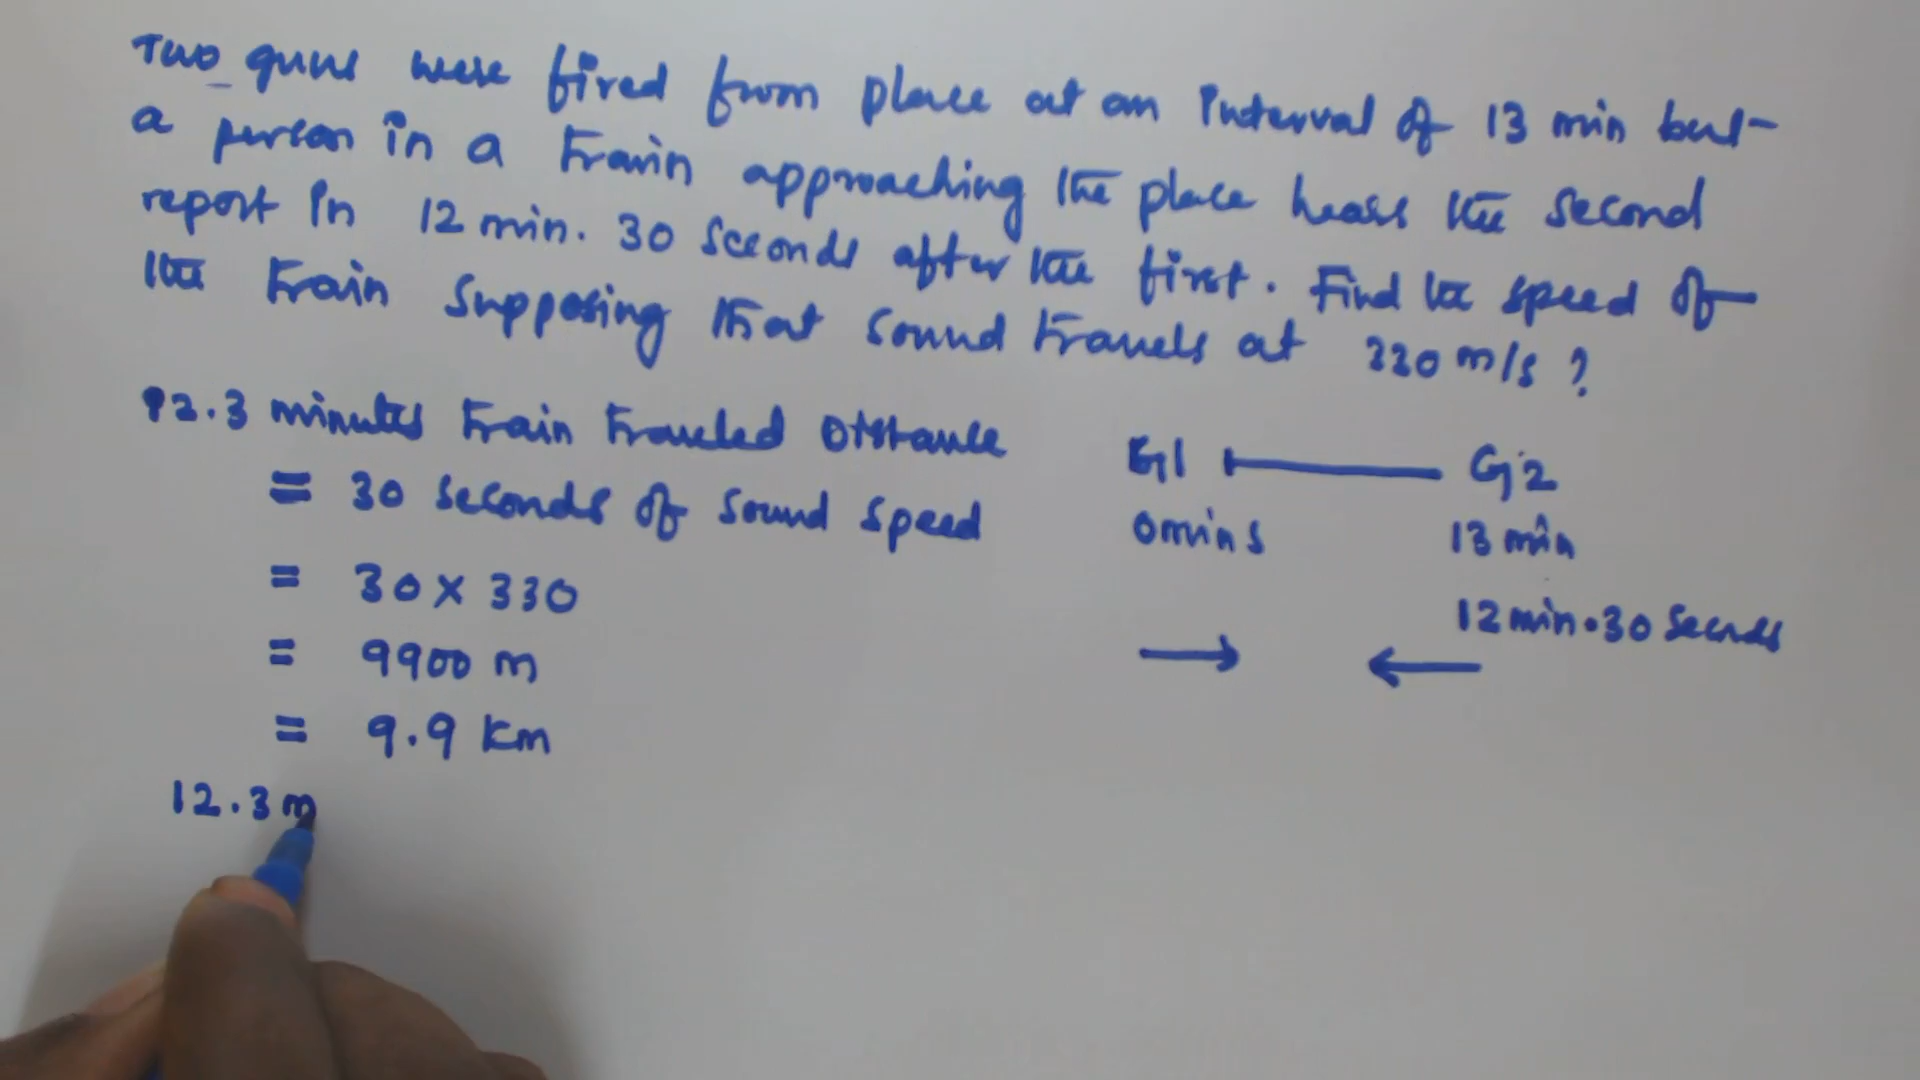 Two guns were fired from place at an interval of 13 min but
a person in a train approaching the place hears the second
report in 12 min. 30 seconds after the first. Find the speed of
the train supposing that sound travels at 330 m/s ?
12.3 minutes train traveled distance
= 30 seconds of sound speed
= 30 x 330
= 9900 m
= 9.9 km
12.3 m
G1 G2
0mins 13 min
12 min.30 seconds